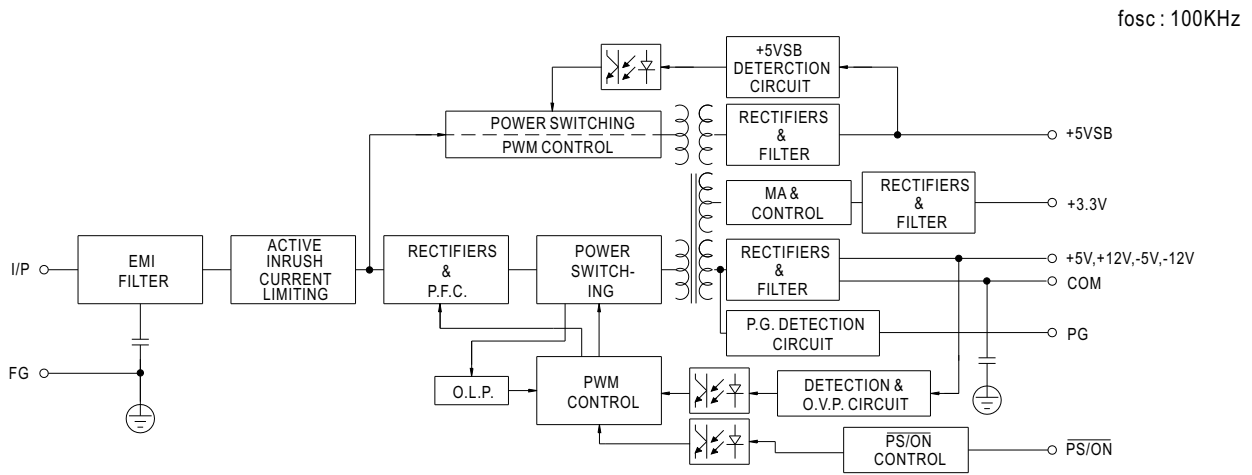 fosc : 100KHz
+5VSB
DETERCTION
CIRCUIT
POWER SWITCHING
PWM CONTROL
RECTIFIERS
&
FILTER
+5VSB
MA &
CONTROL
RECTIFIERS
&
FILTER
+3.3V
I/P
EMI
FILTER
ACTIVE
INRUSH
CURRENT
LIMITING
RECTIFIERS
&
P.F.C.
POWER
SWITCH-
ING
RECTIFIERS
&
FILTER
+5V,+12V,-5V,-12V
COM
P.G. DETECTION
CIRCUIT
PG
FG
O.L.P.
PWM
CONTROL
DETECTION &
O.V.P. CIRCUIT
PS/ON
CONTROL
PS/ON